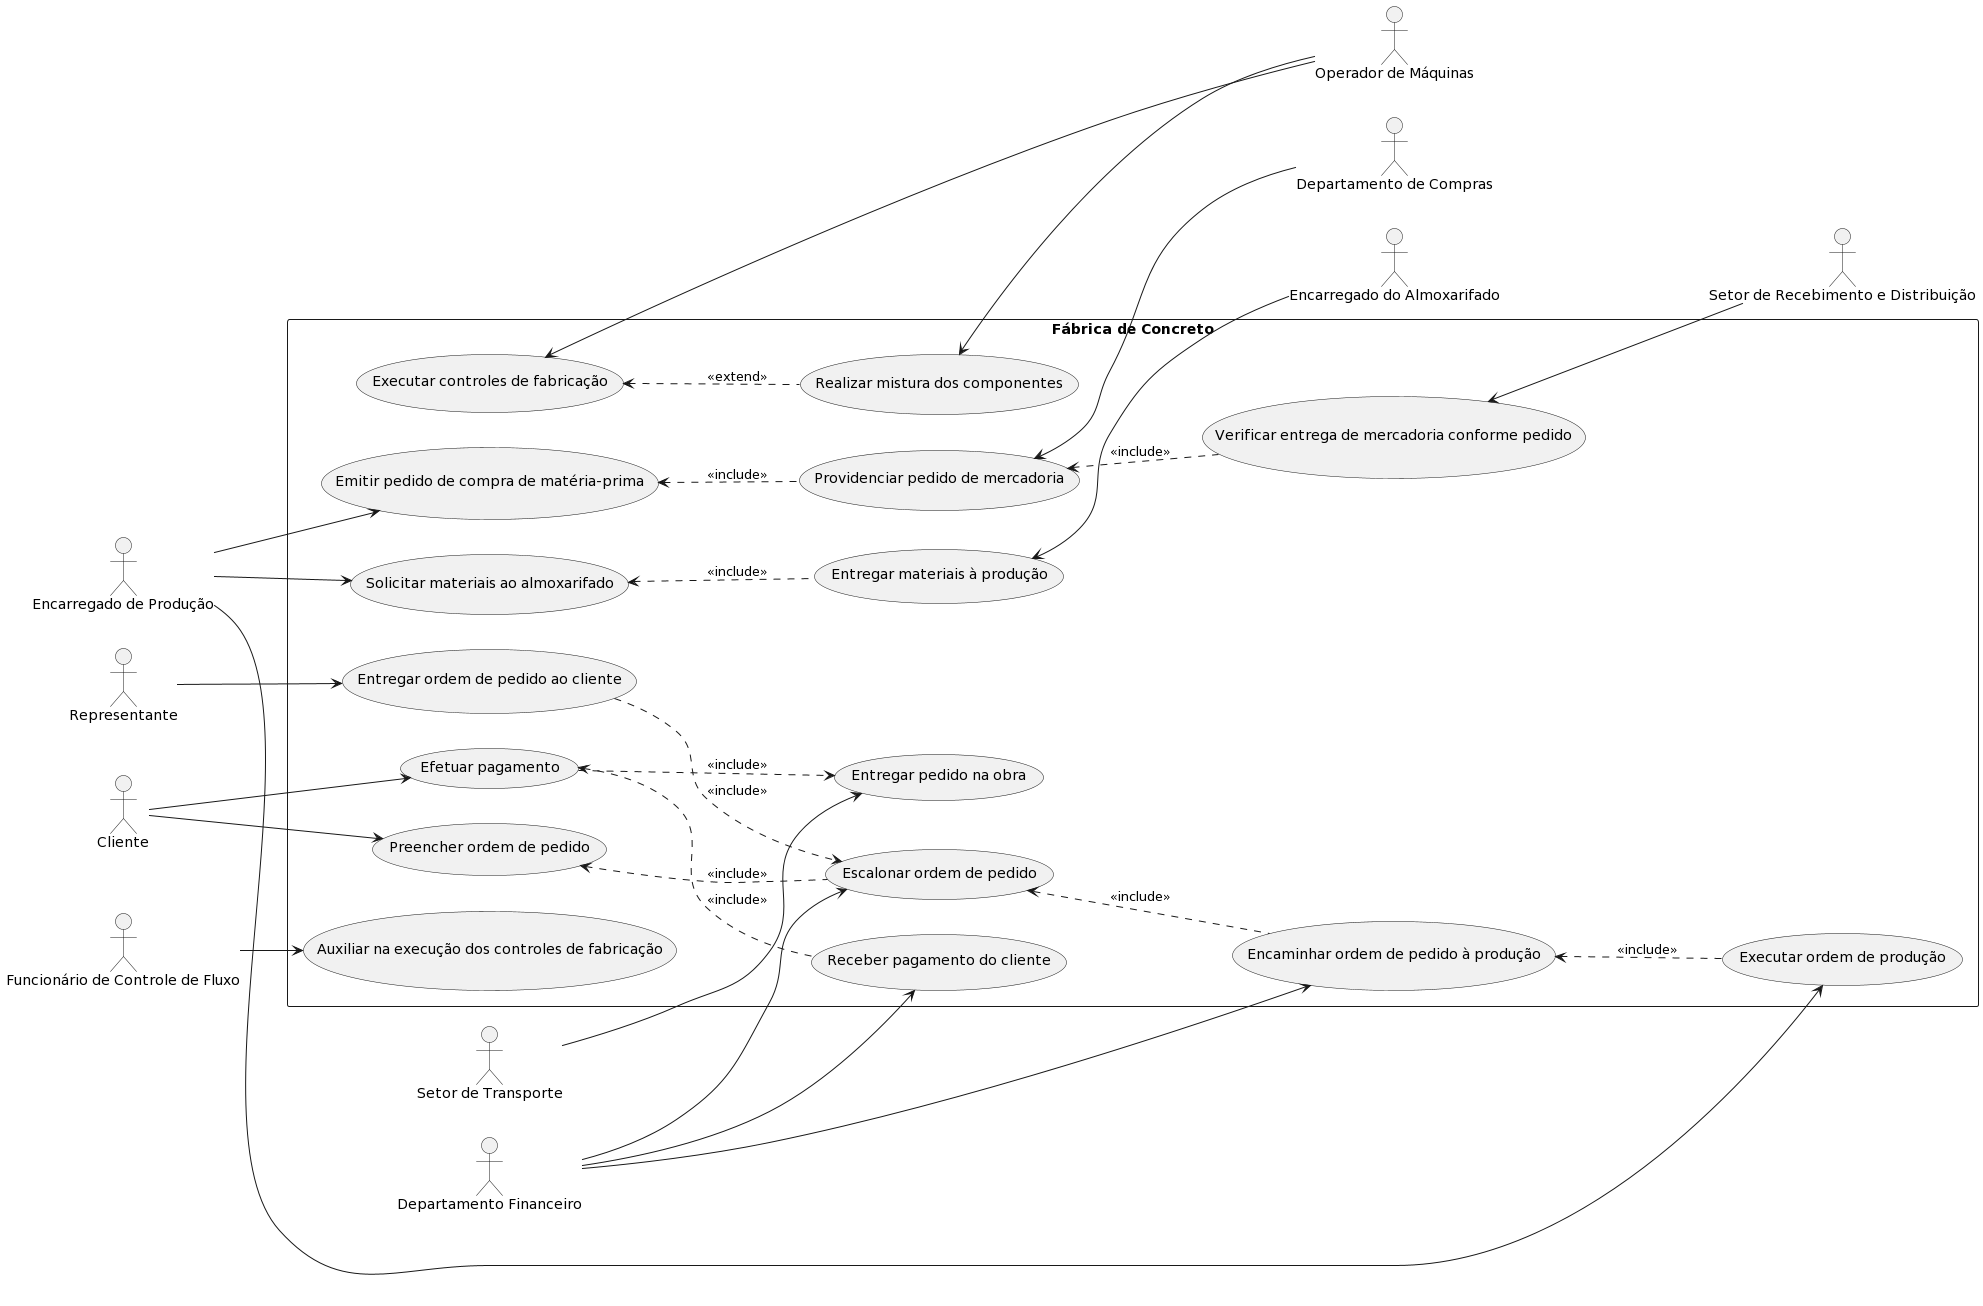 Operador de Máquinas
Departamento de Compras
Encarregado do Almoxarifado
Setor de Recebimento e Distribuição
Fábrica de Concreto
Executar controles de fabricação
«extend»
Realizar mistura dos componentes
Verificar entrega de mercadoria conforme pedido
«include»
Emitir pedido de compra de matéria-prima
«include»
Providenciar pedido de mercadoria
Solicitar materiais ao almoxarifado
«include»
Entregar materiais à produção
Encarregado de Produção
Entregar ordem de pedido ao cliente
Representante
Efetuar pagamento
«include»
Entregar pedido na obra
«include»
Cliente
Preencher ordem de pedido
«include»
Escalonar ordem de pedido
«include»
«include»
Auxiliar na execução dos controles de fabricação
Receber pagamento do cliente
Encaminhar ordem de pedido à produção
«include»
Executar ordem de produção
Funcionário de Controle de Fluxo
Setor de Transporte
Departamento Financeiro